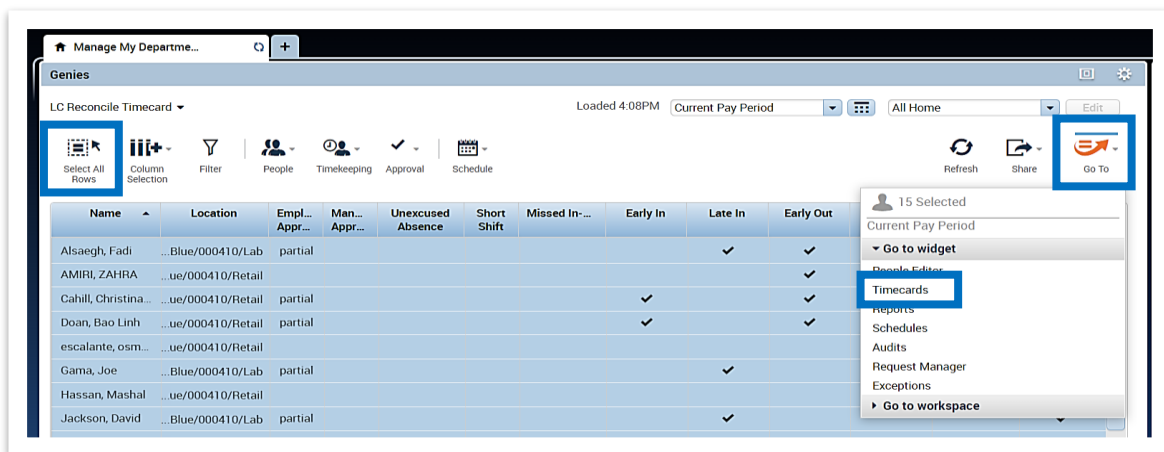 Manage My Departme...
Genies
LC Reconcile Timecard
Loaded 4:08PM Current Pay Period All Home Edit
Select All Rows Column Selection Filter People Timekeeping Approval Schedule Refresh Share Go To
Name Location Empl... Appr... Man... Appr... Unexcused Absence Short Shift Missed In-... Early In Late In Early Out
Alsaegh, Fadi ...Blue/000410/Lab partial
AMIRI, ZAHRA ...ue/000410/Retail
Cahill, Christina... ...ue/000410/Retail partial
Doan, Bao Linh ...ue/000410/Retail partial
escalante, osm... ...ue/000410/Retail
Gama, Joe ...Blue/000410/Lab partial
Hassan, Mashal ...ue/000410/Retail
Jackson, David ...Blue/000410/Lab partial
15 Selected
Current Pay Period
Go to widget
People Editor
Timecards
Reports
Schedules
Audits
Request Manager
Exceptions
Go to workspace